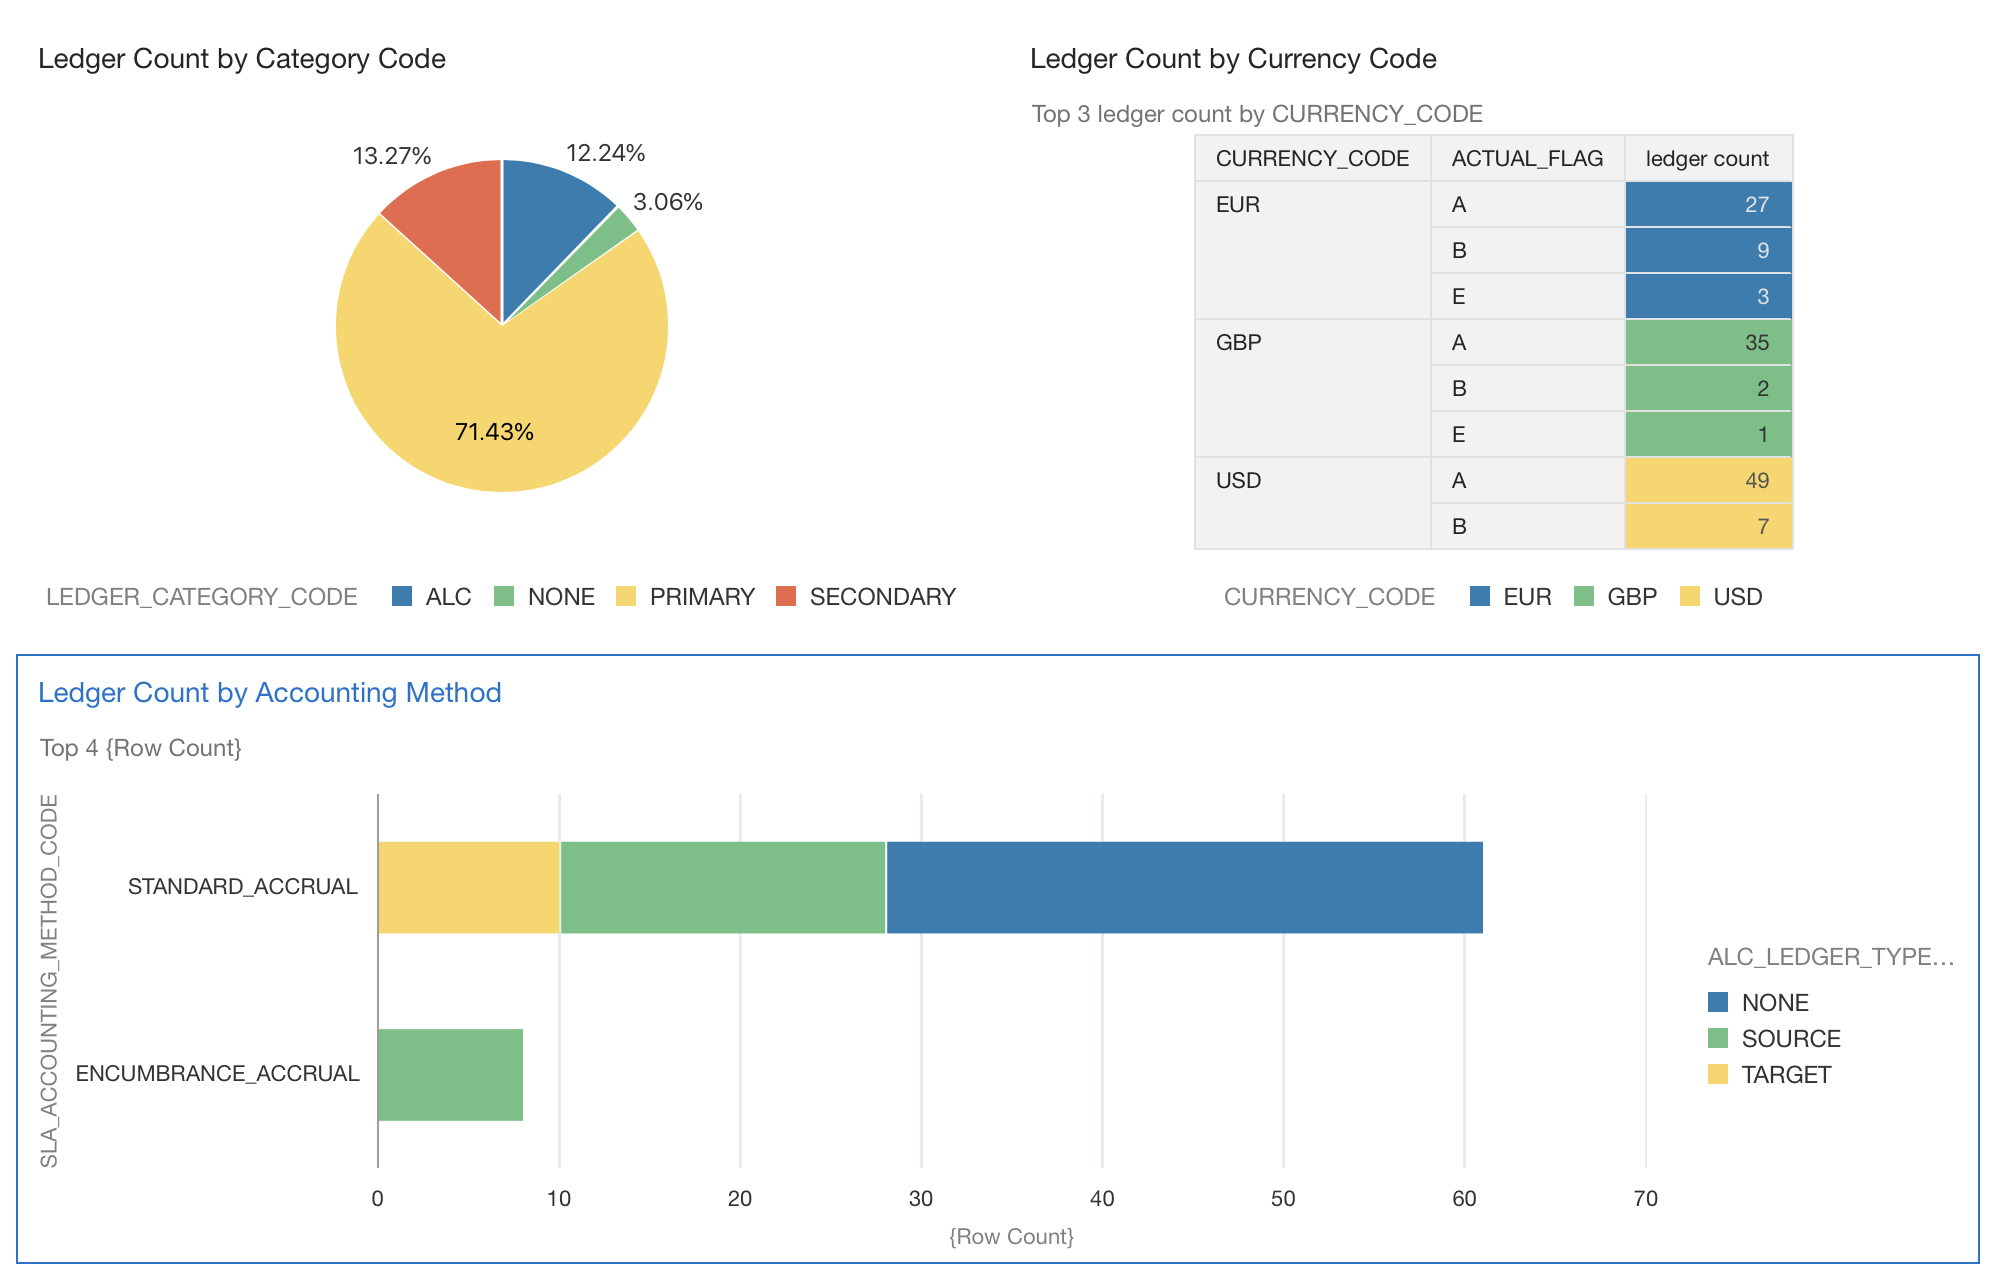 Ledger Count by Category Code
13.27%
12.24%
3.06%
71.43%
LEDGER_CATEGORY_CODE ALC NONE PRIMARY SECONDARY
Ledger Count by Currency Code
Top 3 ledger count by CURRENCY_CODE
CURRENCY_CODE ACTUAL_FLAG ledger count
EUR A 27
B 9
E 3
GBP A 35
B 2
E 1
USD A 49
B 7
CURRENCY_CODE EUR GBP USD
Ledger Count by Accounting Method
Top 4 {Row Count}
SLA_ACCOUNTING_METHOD_CODE
STANDARD_ACCRUAL
ENCUMBRANCE_ACCRUAL
0 10 20 30 40 50 60 70
{Row Count}
ALC_LEDGER_TYPE...
NONE
SOURCE
TARGET